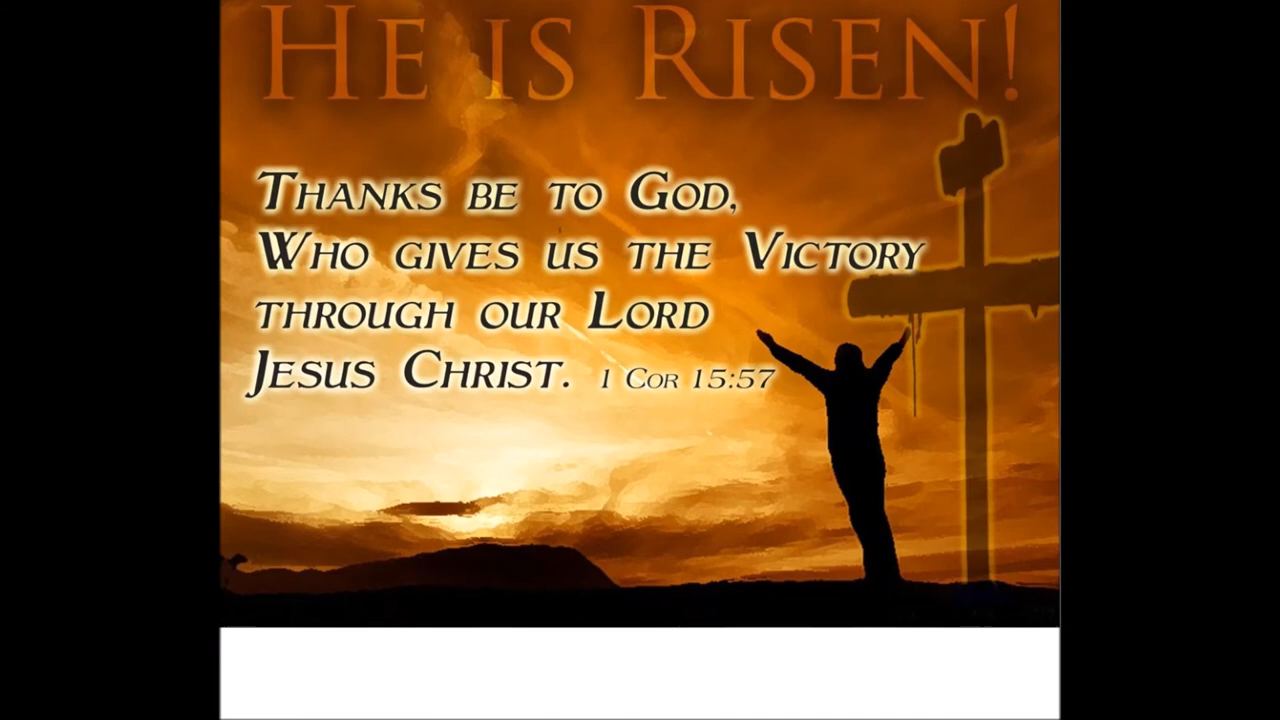 HE IS RISEN!
THANKS BE TO GOD,
WHO GIVES US THE VICTORY
THROUGH OUR LORD
JESUS CHRIST. 1 COR 15:57